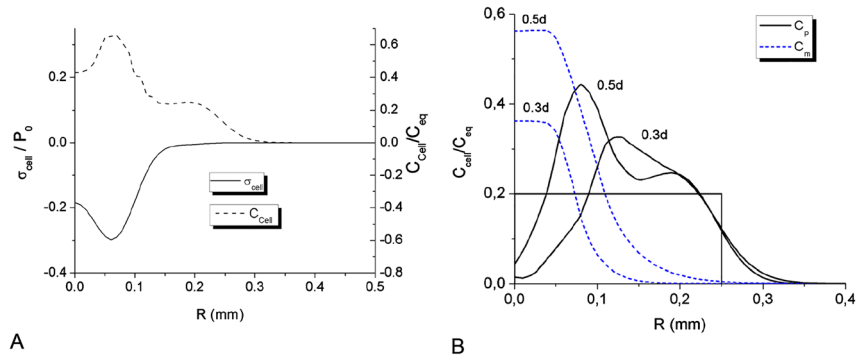 0.2
0.0
-0.2
-0.4
σcell / P0
0.0
0.1
0.2
0.3
0.4
0.5
R (mm)
0.6
0.4
0.2
0.0
-0.2
-0.4
-0.6
-0.8
CCell/Ceq
σcell
CCell
A
0,6
0,4
0,2
0,0
Ccell/Ceq
0,0
0,1
0,2
0,3
0,4
R (mm)
0.5d
0.3d
0.5d
0.3d
Cp
Cm
B